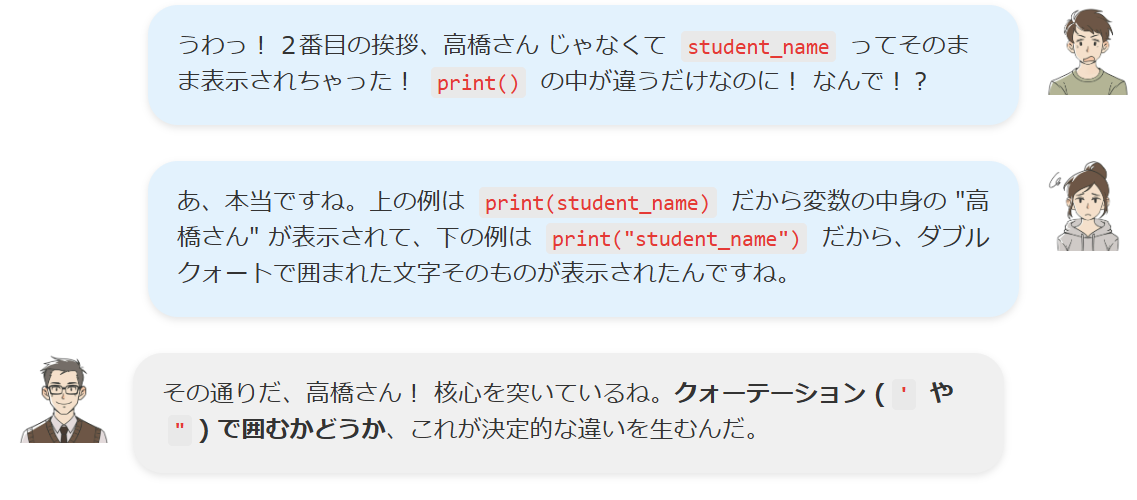 うわっ！ ２番目の挨拶、高橋さん じゃなくて student_name ってそのま
ま表示されちゃった！ print() の中が違うだけなのに！ なんで！？
あ、本当ですね。上の例は print(student_name) だから変数の中身の "高
橋さん" が表示されて、下の例は print("student_name") だから、ダブル
クォートで囲まれた文字そのものが表示されたんですね。
その通りだ、高橋さん！ 核心を突いているね。クォーテーション ( ' や
" ) で囲むかどうか、これが決定的な違いを生むんだ。